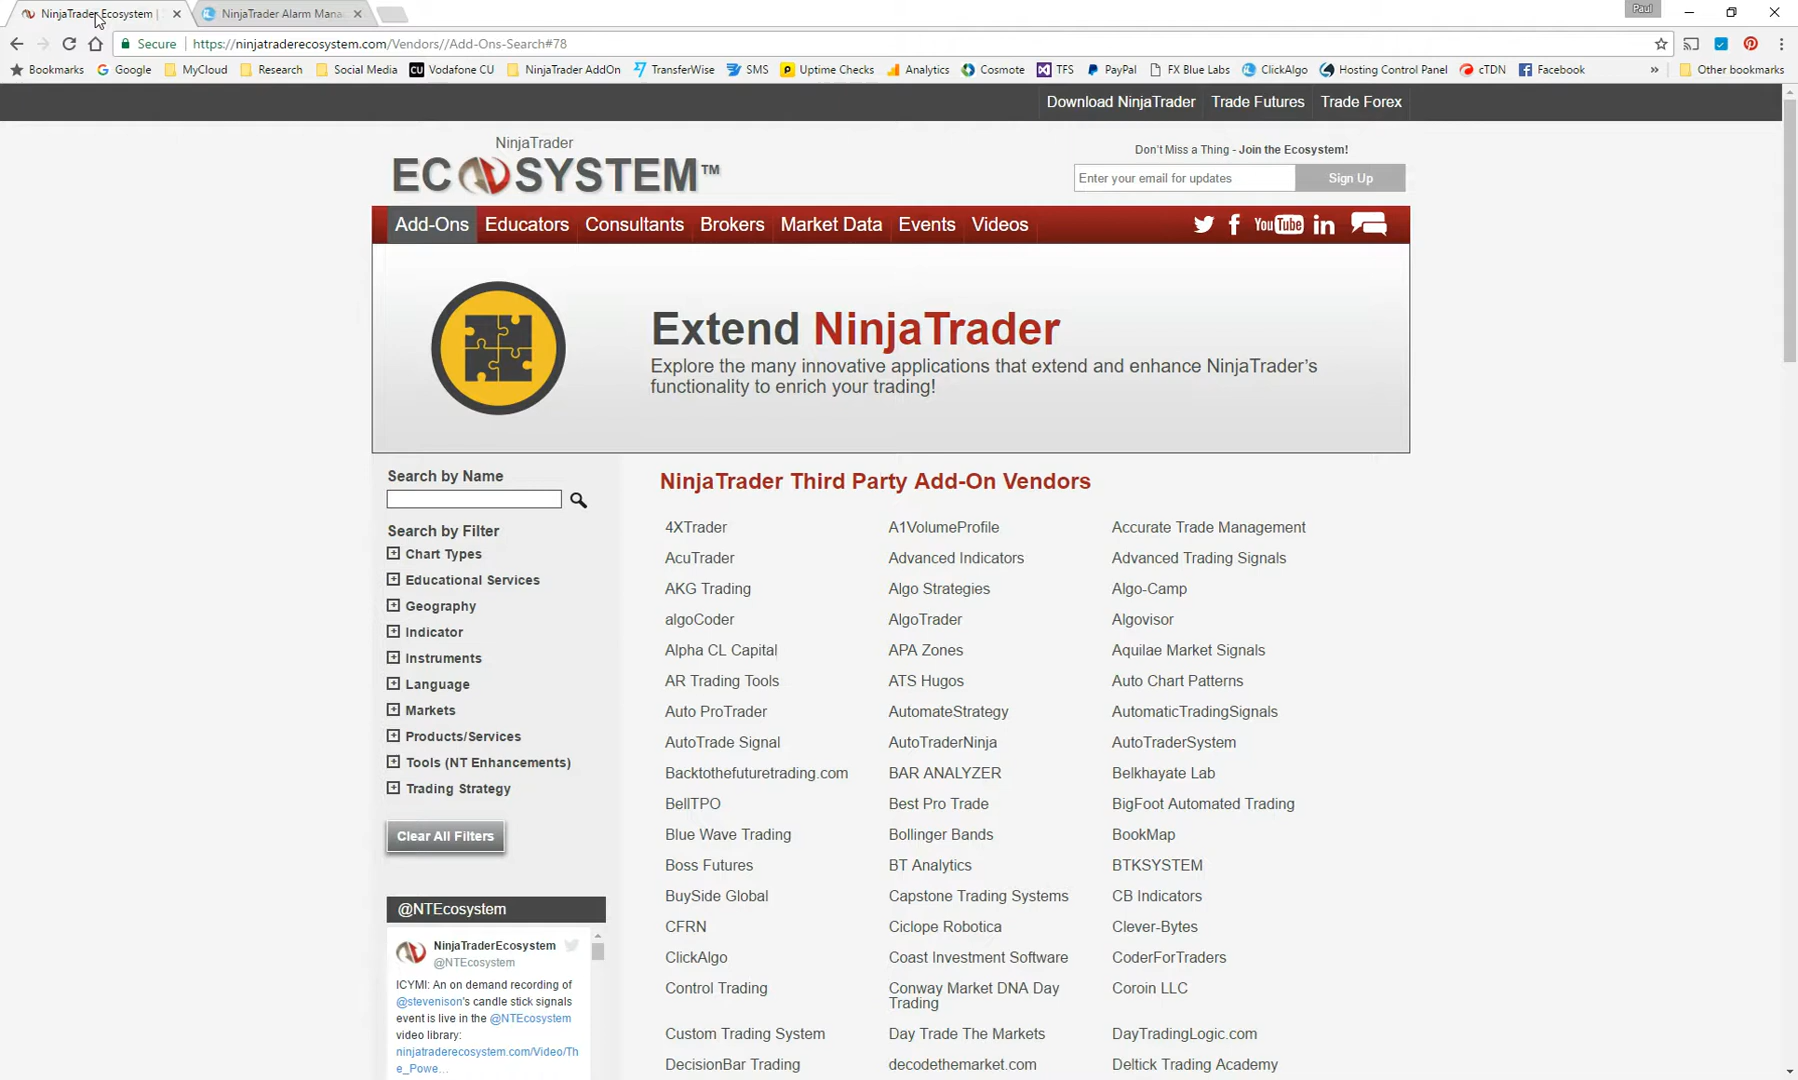 NinjaTrader Ecosystem |
NinjaTrader Alarm Mana
Paul
Secure
https://ninjatraderecosystem.com/Vendors//Add-Ons-Search#78
Bookmarks Google MyCloud Research Social Media CU Vodafone CU NinjaTrader AddOn TransferWise SMS Uptime Checks Analytics Cosmote TFS PayPal FX Blue Labs ClickAlgo Hosting Control Panel cTDN Facebook » Other bookmarks
Download NinjaTrader Trade Futures Trade Forex
NinjaTrader
ECOSYSTEM™
Don't Miss a Thing - Join the Ecosystem!
Enter your email for updates Sign Up
Add-Ons Educators Consultants Brokers Market Data Events Videos
You Tube in
Extend NinjaTrader
Explore the many innovative applications that extend and enhance NinjaTrader's
functionality to enrich your trading!
Search by Name
Search by Filter
Chart Types
Educational Services
Geography
Indicator
Instruments
Language
Markets
Products/Services
Tools (NT Enhancements)
Trading Strategy
Clear All Filters
@NTEcosystem
NinjaTraderEcosystem
@NTEcosystem
ICYMI: An on demand recording of
@stevenison's candle stick signals
event is live in the @NTEcosystem
video library:
ninjatraderecosystem.com/Video/Th
e_Powe…
NinjaTrader Third Party Add-On Vendors
4XTrader A1VolumeProfile Accurate Trade Management
AcuTrader Advanced Indicators Advanced Trading Signals
AKG Trading Algo Strategies Algo-Camp
algoCoder AlgoTrader Algovisor
Alpha CL Capital APA Zones Aquilae Market Signals
AR Trading Tools ATS Hugos Auto Chart Patterns
Auto ProTrader AutomateStrategy AutomaticTradingSignals
AutoTrade Signal AutoTraderNinja AutoTraderSystem
Backtothefuturetrading.com BAR ANALYZER Belkhayate Lab
BellTPO Best Pro Trade BigFoot Automated Trading
Blue Wave Trading Bollinger Bands BookMap
Boss Futures BT Analytics BTKSYSTEM
BuySide Global Capstone Trading Systems CB Indicators
CFRN Ciclope Robotica Clever-Bytes
ClickAlgo Coast Investment Software CoderForTraders
Control Trading Conway Market DNA Day Coroin LLC
Trading
Custom Trading System Day Trade The Markets DayTradingLogic.com
DecisionBar Trading decodethemarket.com Deltick Trading Academy